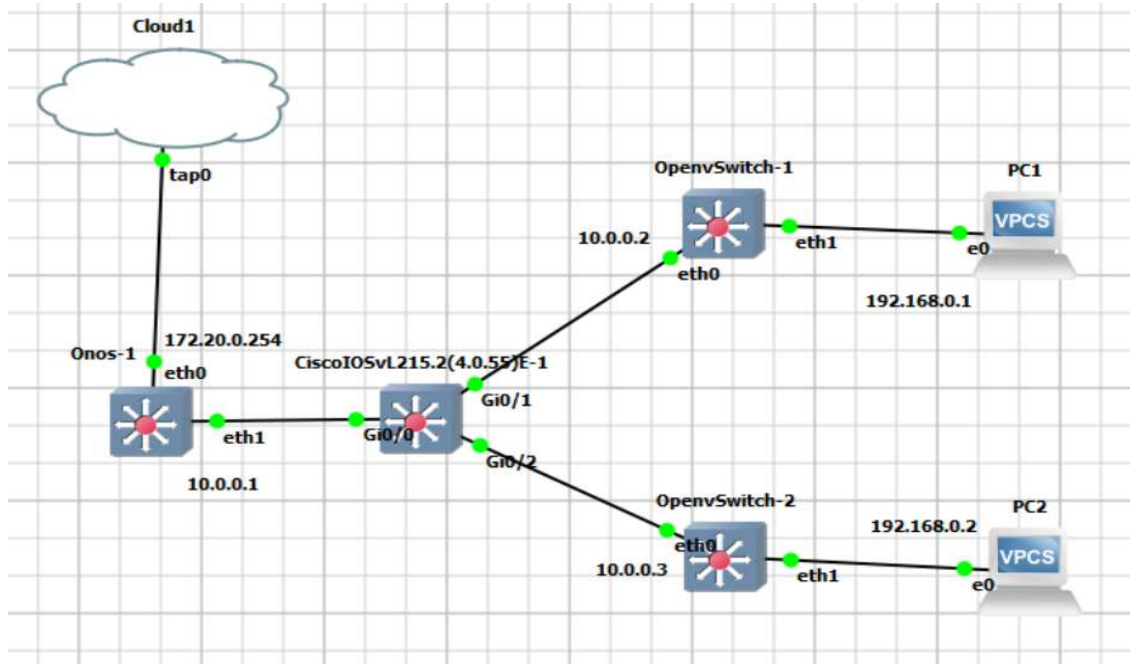 Cloud1
tap0
OpenvSwitch-1
PC1
VPCS
10.0.0.2
eth0
eth1
e0
192.168.0.1
172.20.0.254
Onos-1
eth0
CiscoIOSvL215.2(4.0.55)E-1
Gi0/1
eth1
Gi0/0
Gi0/2
10.0.0.1
OpenvSwitch-2
PC2
192.168.0.2
VPCS
eth0
10.0.0.3
eth1
e0